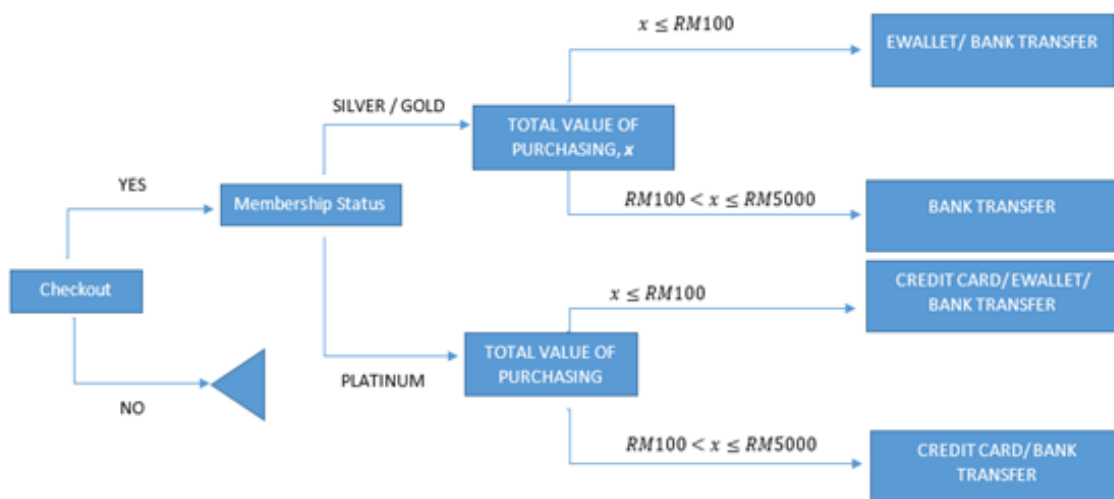 x ≤ RM100
EWALLET/ BANK TRANSFER
SILVER / GOLD
TOTAL VALUE OF
PURCHASING, x
YES
Membership Status
RM100 < x ≤ RM5000
BANK TRANSFER
Checkout
x ≤ RM100
CREDIT CARD/EWALLET/
BANK TRANSFER
NO
PLATINUM
TOTAL VALUE OF
PURCHASING
RM100 < x ≤ RM5000
CREDIT CARD/BANK
TRANSFER